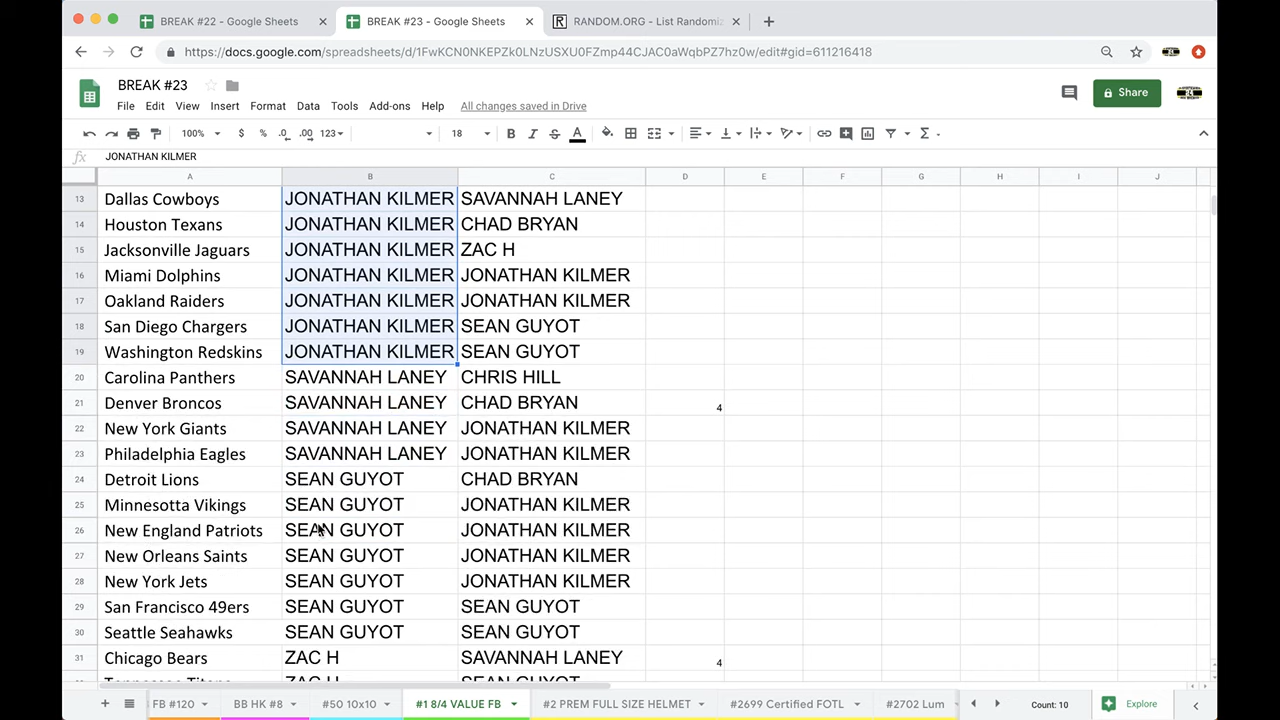 BREAK #22 - Google Sheets
BREAK #23 - Google Sheets
RANDOM.ORG - List Randomiz
https://docs.google.com/spreadsheets/d/1FwKCN0NKEPZk0LNzUSXU0FZmp44CJAC0aWqbPZ7hz0w/edit#gid=611216418
BREAK #23
File Edit View Insert Format Data Tools Add-ons Help All changes saved in Drive
Share
100% $ % .0 .00 123 18 B I S A
fx JONATHAN KILMER
A B C D E F G H I J
13 Dallas Cowboys JONATHAN KILMER SAVANNAH LANEY
14 Houston Texans JONATHAN KILMER CHAD BRYAN
15 Jacksonville Jaguars JONATHAN KILMER ZAC H
16 Miami Dolphins JONATHAN KILMER JONATHAN KILMER
17 Oakland Raiders JONATHAN KILMER JONATHAN KILMER
18 San Diego Chargers JONATHAN KILMER SEAN GUYOT
19 Washington Redskins JONATHAN KILMER SEAN GUYOT
20 Carolina Panthers SAVANNAH LANEY CHRIS HILL
21 Denver Broncos SAVANNAH LANEY CHAD BRYAN 4
22 New York Giants SAVANNAH LANEY JONATHAN KILMER
23 Philadelphia Eagles SAVANNAH LANEY JONATHAN KILMER
24 Detroit Lions SEAN GUYOT CHAD BRYAN
25 Minnesota Vikings SEAN GUYOT JONATHAN KILMER
26 New England Patriots SEAN GUYOT JONATHAN KILMER
27 New Orleans Saints SEAN GUYOT JONATHAN KILMER
28 New York Jets SEAN GUYOT JONATHAN KILMER
29 San Francisco 49ers SEAN GUYOT SEAN GUYOT
30 Seattle Seahawks SEAN GUYOT SEAN GUYOT
31 Chicago Bears ZAC H SAVANNAH LANEY 4
Tennessee Titans ZAC H SEAN GUYOT
FB #120 BB HK #8 #50 10x10 #1 8/4 VALUE FB #2 PREM FULL SIZE HELMET #2699 Certified FOTL #2702 Lum Count: 10 Explore